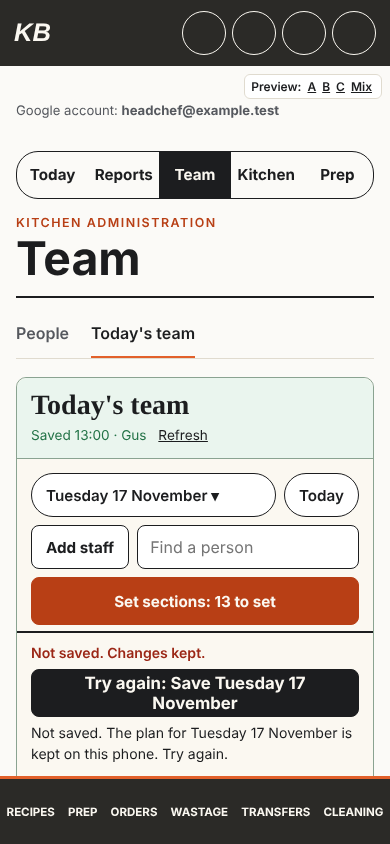 KB
Preview: A B C Mix
Google account: headchef@example.test
Today Reports Team Kitchen Prep
KITCHEN ADMINISTRATION
Team
People Today's team
Today's team
Saved 13:00 · Gus Refresh
Tuesday 17 November ▾ Today
Add staff Find a person
Set sections: 13 to set
Not saved. Changes kept.
Try again: Save Tuesday 17
November
Not saved. The plan for Tuesday 17 November is
kept on this phone. Try again.
RECIPES PREP ORDERS WASTAGE TRANSFERS CLEANING